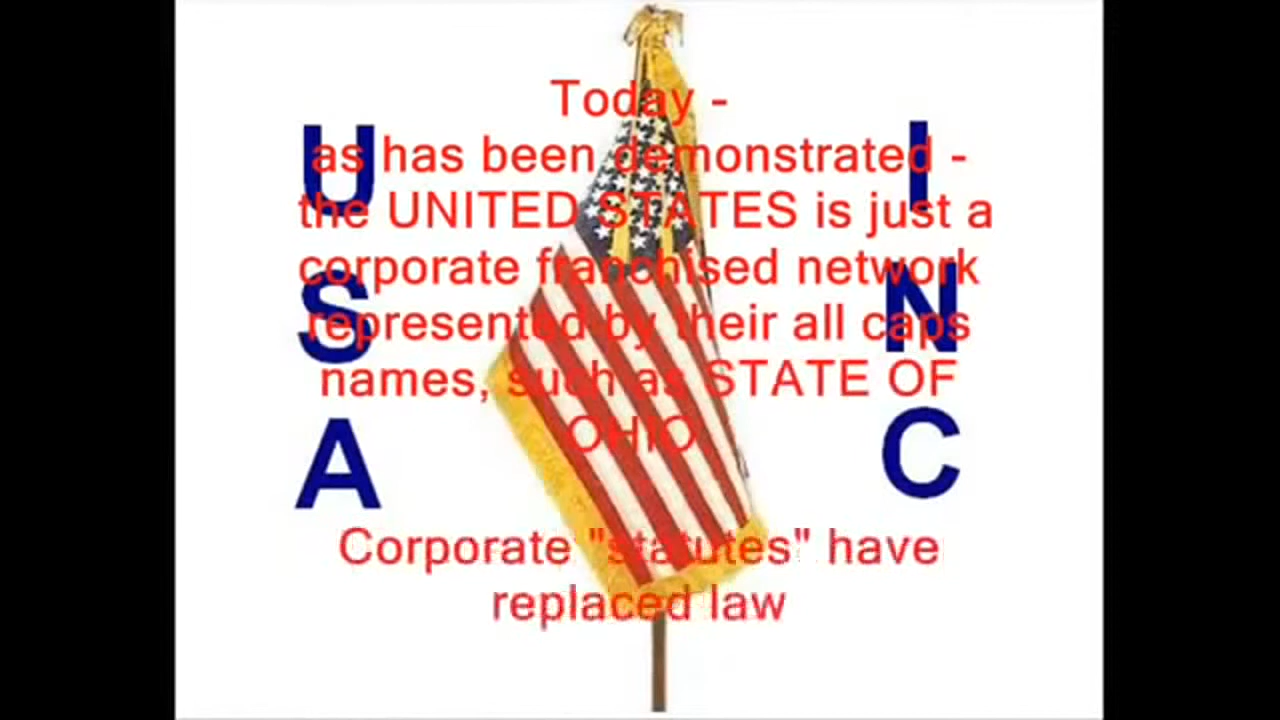 Today -
as has been demonstrated -
the UNITED STATES is just a
corporate franchised network
represented by their all caps
names, such as STATE OF
OHIO
Corporate "statutes" have
replaced law
U
S
A
I
N
C